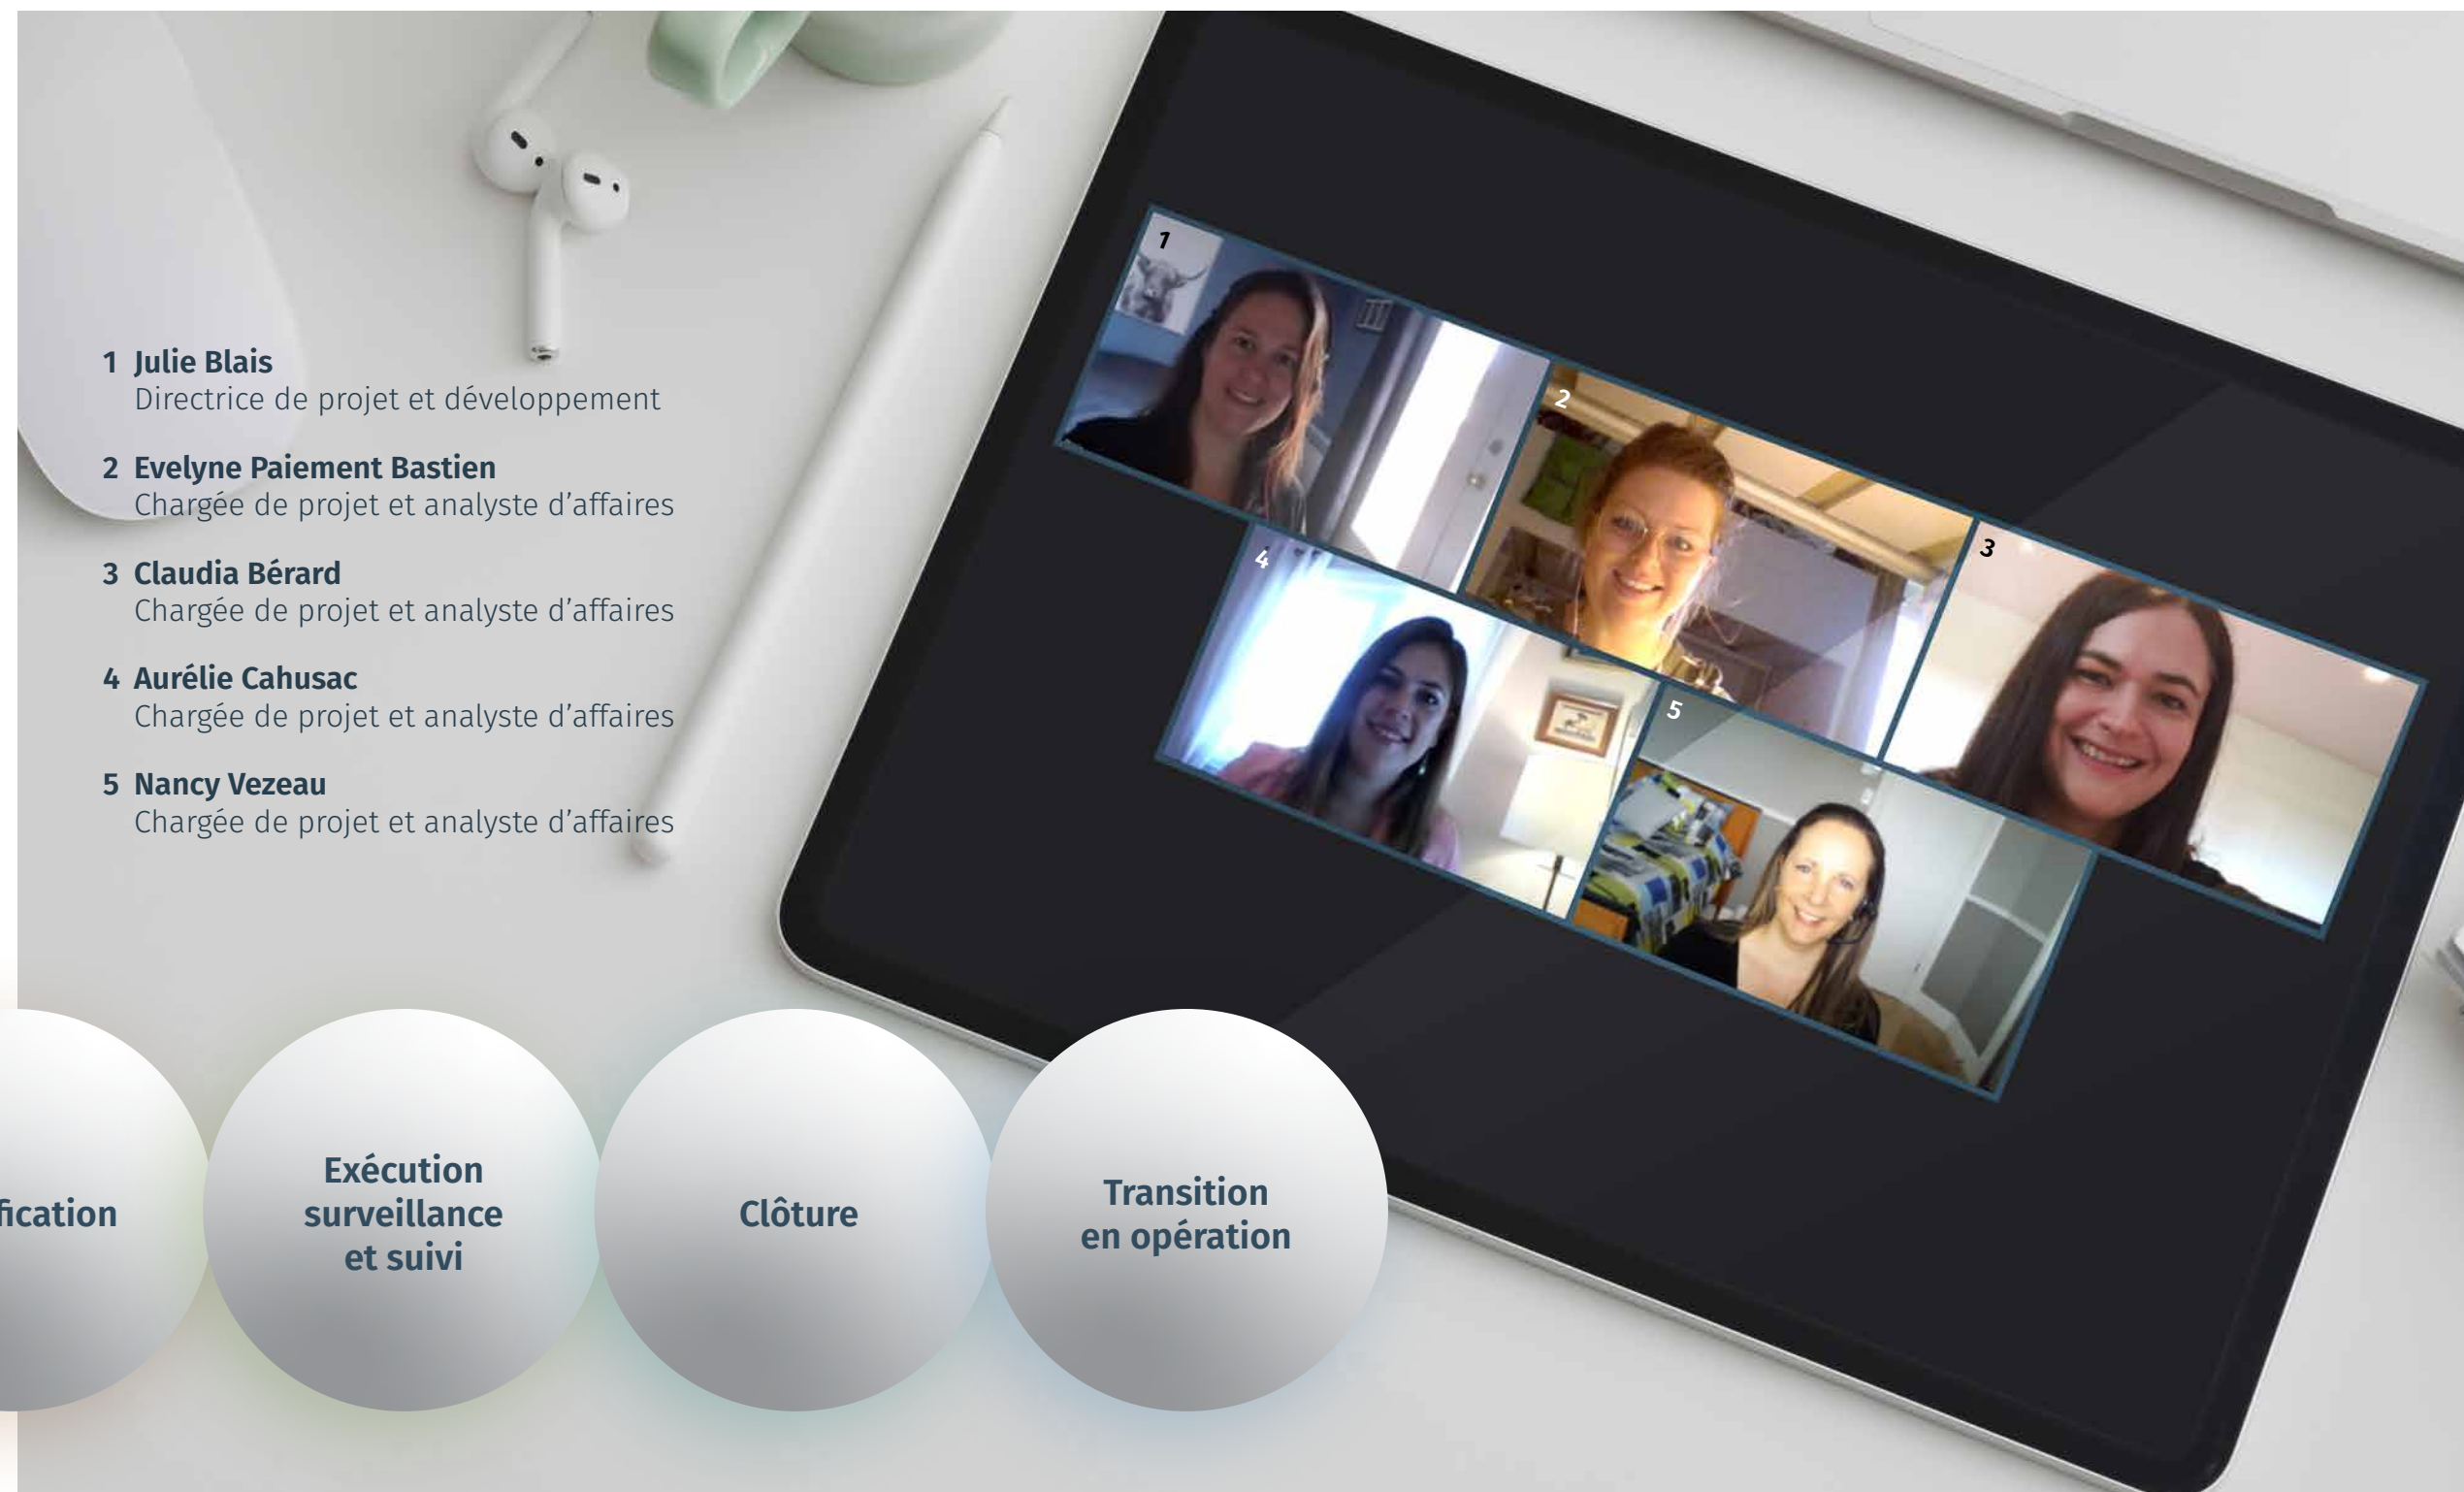 1 Julie Blais
Directrice de projet et développement
2 Evelyne Paiement Bastien
Chargée de projet et analyste d’affaires
3 Claudia Bérard
Chargée de projet et analyste d’affaires
4 Aurélie Cahusac
Chargée de projet et analyste d’affaires
5 Nancy Vezeau
Chargée de projet et analyste d’affaires
1
2
3
4
5
fication
Exécution
surveillance
et suivi
Clôture
Transition
en opération